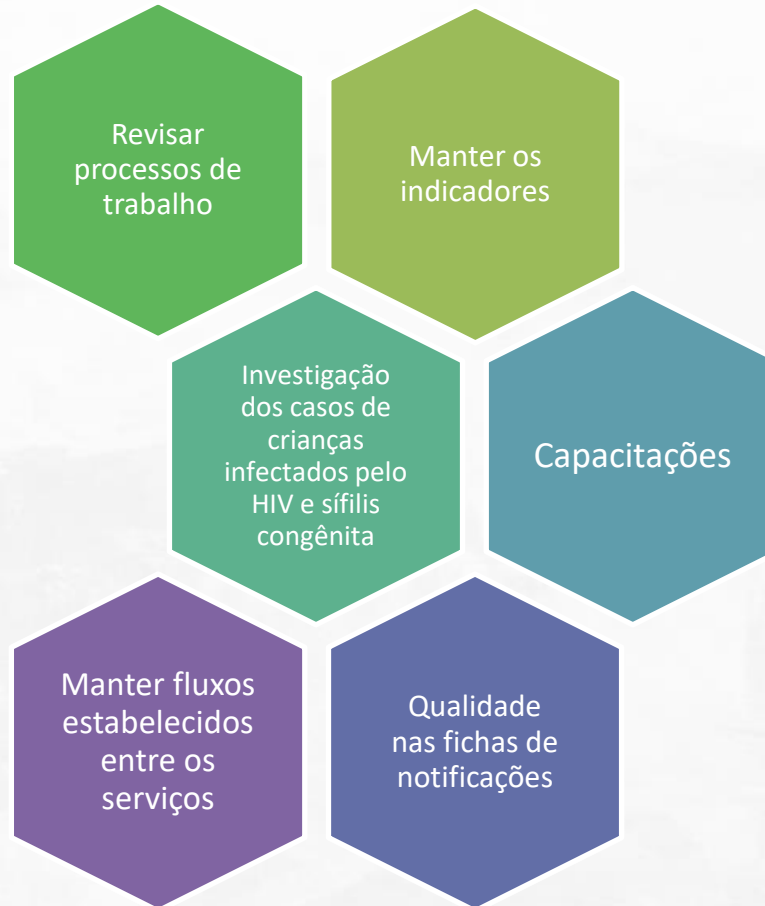 Revisar
processos de
trabalho
Manter os
indicadores
Investigação
dos casos de
crianças
infectados pelo
HIV e sífilis
congênita
Capacitações
Manter fluxos
estabelecidos
entre os
serviços
Qualidade
nas fichas de
notificações